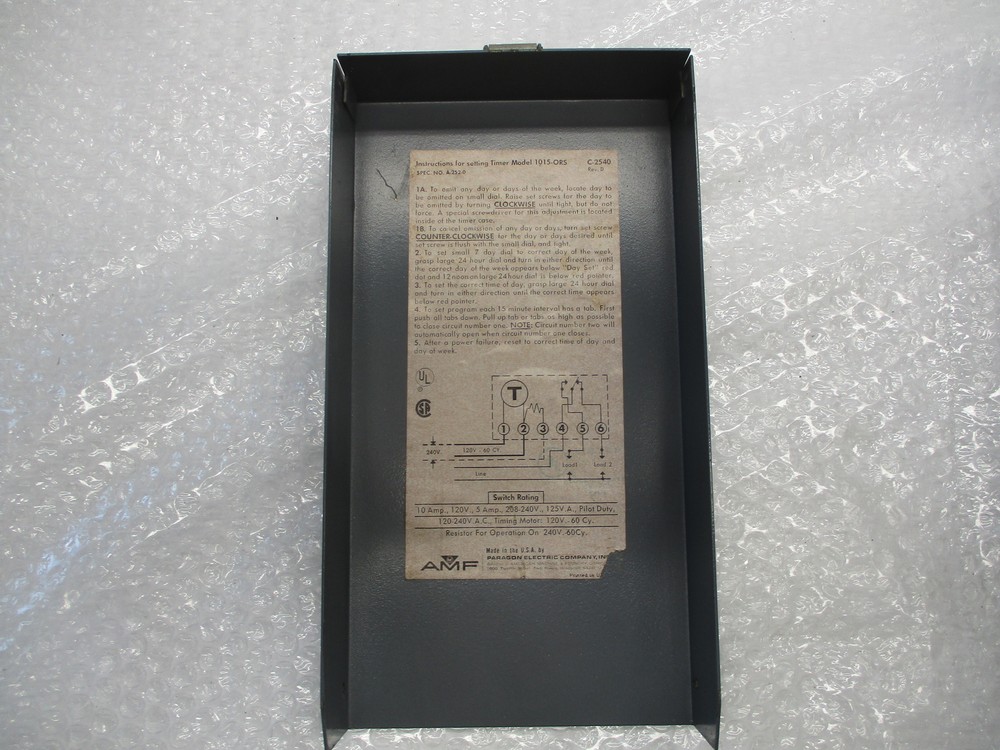 Instructions for setting Timer Model 1015-ORS C-2540
SPEC. NO. Rev. B
1A. To omit any day or days of the week, locate day to
be omitted on small dial. Raise set screws for the day to
be omitted by turning CLOCKWISE until tight, but do not
force. A special screwdriver for this adjustment is located
inside of the timer case.
1B. To cancel omission of any day or days, turn set screw
COUNTER-CLOCKWISE for the day or days desired until
set screw is flush with the small dial, and tight.
2. To set small 7 day dial to correct day of the week,
grasp large 24 hour dial and turn in either direction until
the correct day of the week appears below "Day Set" red
dot and 12 noon on large 24 hour dial is below red pointer.
3. To set the correct time of day, grasp large 24 hour dial
and turn in either direction until the correct time appears
below red pointer.
4. To set program each 15 minute interval has a tab. First
push all tabs down. Pull up tab or tabs as high as possible
to close circuit number one. NOTE: Circuit number two will
automatically open when circuit number one closes.
5. After a power failure, reset to correct time of day and
day of week.
UL
SA
T
1 2 3 4 5 6
240V. 120V. 60 CY.
Line Load 1 Load 2
Switch Rating
10 Amp., 120V., 5 Amp., 208-240V., 125V.A., Pilot Duty,
120-240V.A.C., Timing Motor: 120V. 60 Cy.
Resistor For Operation On 240V. 60Cy.
Made in the U.S.A. by
AMF PARAGON ELECTRIC COMPANY, INC
Printed in U